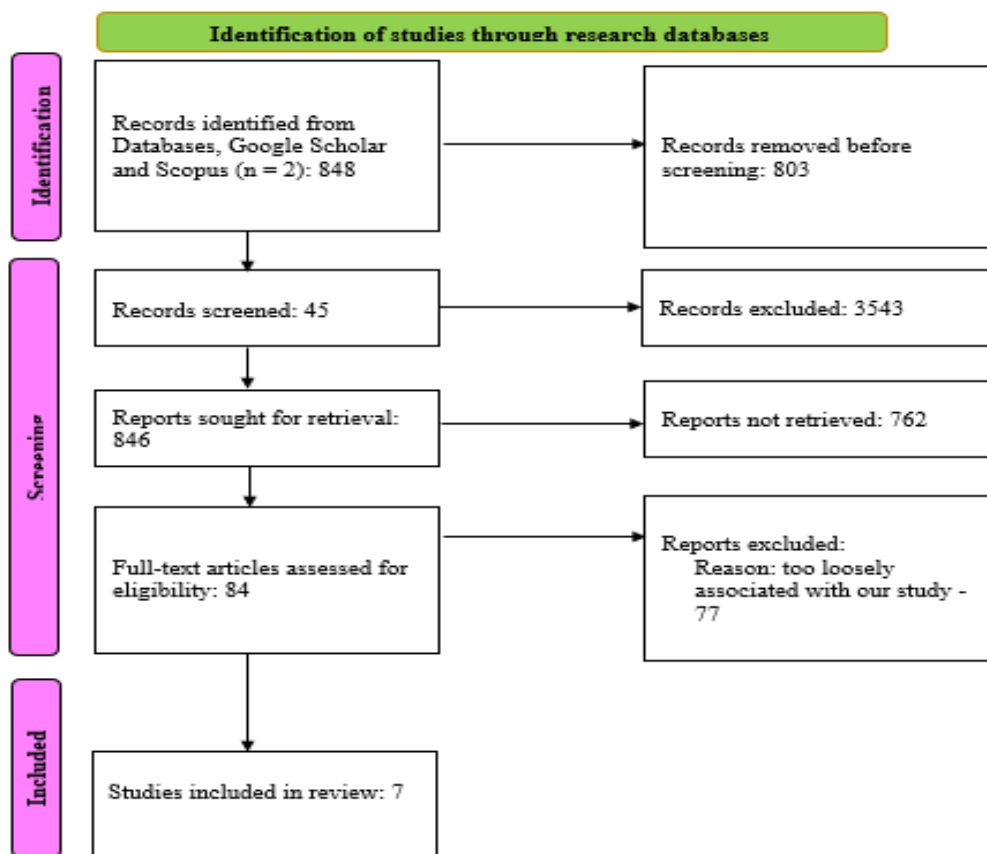 Identification of studies through research databases
Identification
Records identified from
Databases, Google Scholar
and Scopus (n = 2): 848
Records removed before
screening: 803
Screening
Records screened: 45
Records excluded: 3543
Reports sought for retrieval:
846
Reports not retrieved: 762
Full-text articles assessed for
eligibility: 84
Reports excluded:
Reason: too loosely
associated with our study -
77
Included
Studies included in review: 7